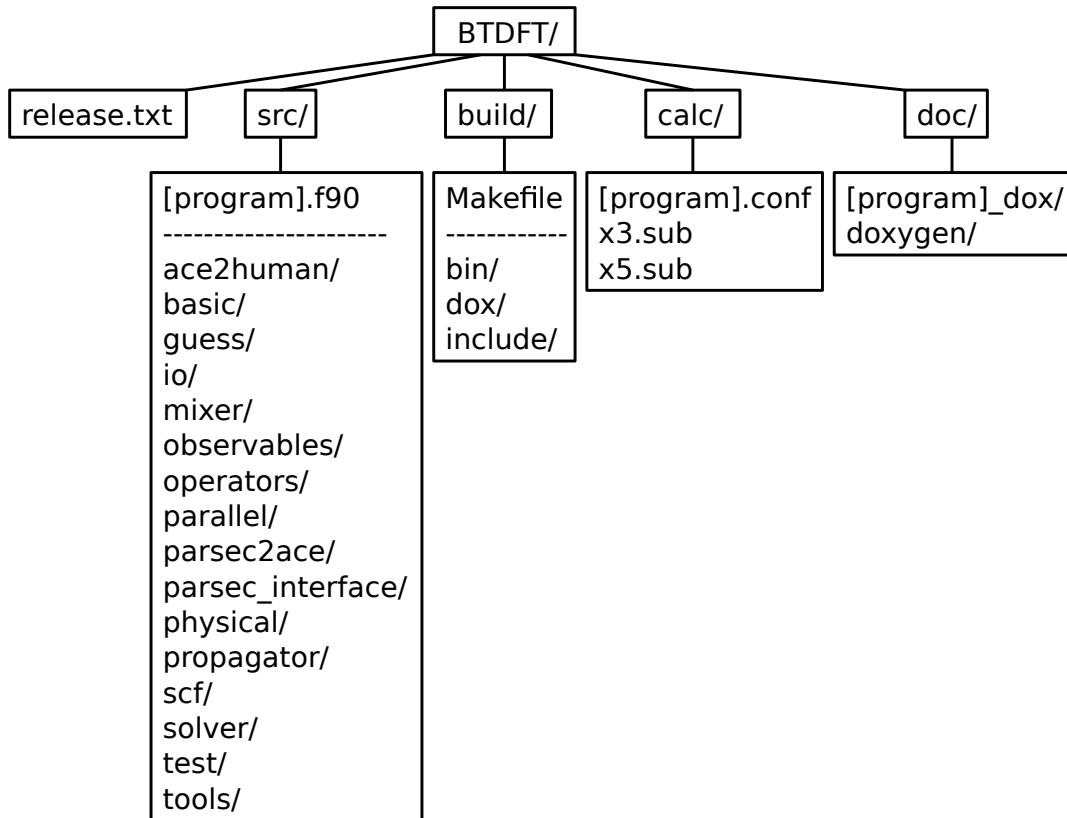 BTDFT/
release.txt
src/
build/
calc/
doc/
[program].f90
----------------------
ace2human/
basic/
guess/
io/
mixer/
observables/
operators/
parallel/
parsec2ace/
parsec_interface/
physical/
propagator/
scf/
solver/
test/
tools/
Makefile
------------
bin/
dox/
include/
[program].conf
x3.sub
x5.sub
[program]_dox/
doxygen/